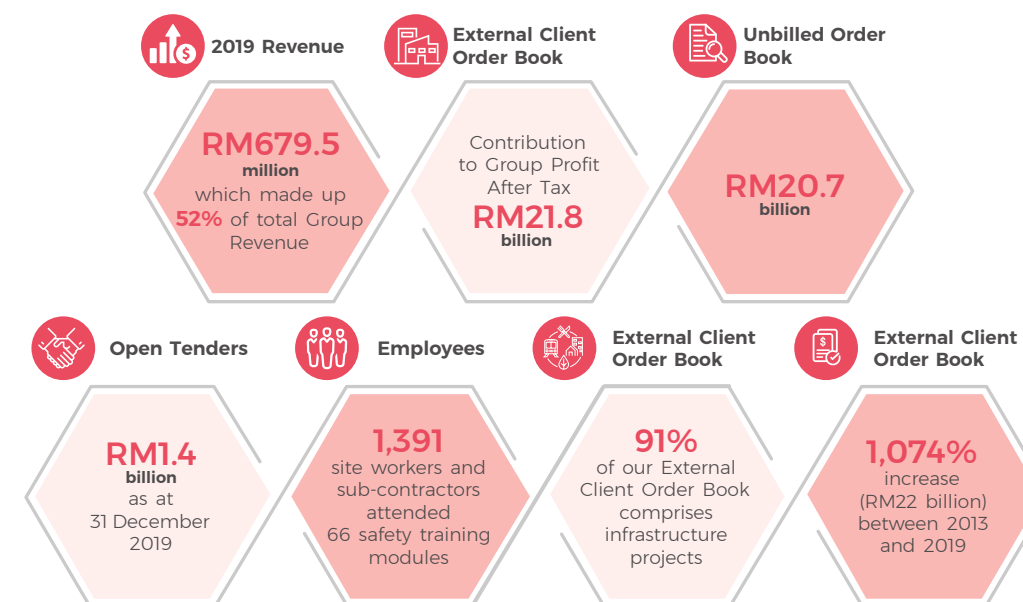 2019 Revenue
RM679.5
million
which made up
52% of total Group
Revenue
External Client
Order Book
Contribution
to Group Profit
After Tax
RM21.8
billion
Unbilled Order
Book
RM20.7
billion
Open Tenders
RM1.4
billion
as at
31 December
2019
Employees
1,391
site workers and
sub-contractors
attended
66 safety training
modules
External Client
Order Book
91%
of our External
Client Order Book
comprises
infrastructure
projects
External Client
Order Book
1,074%
increase
(RM22 billion)
between 2013
and 2019